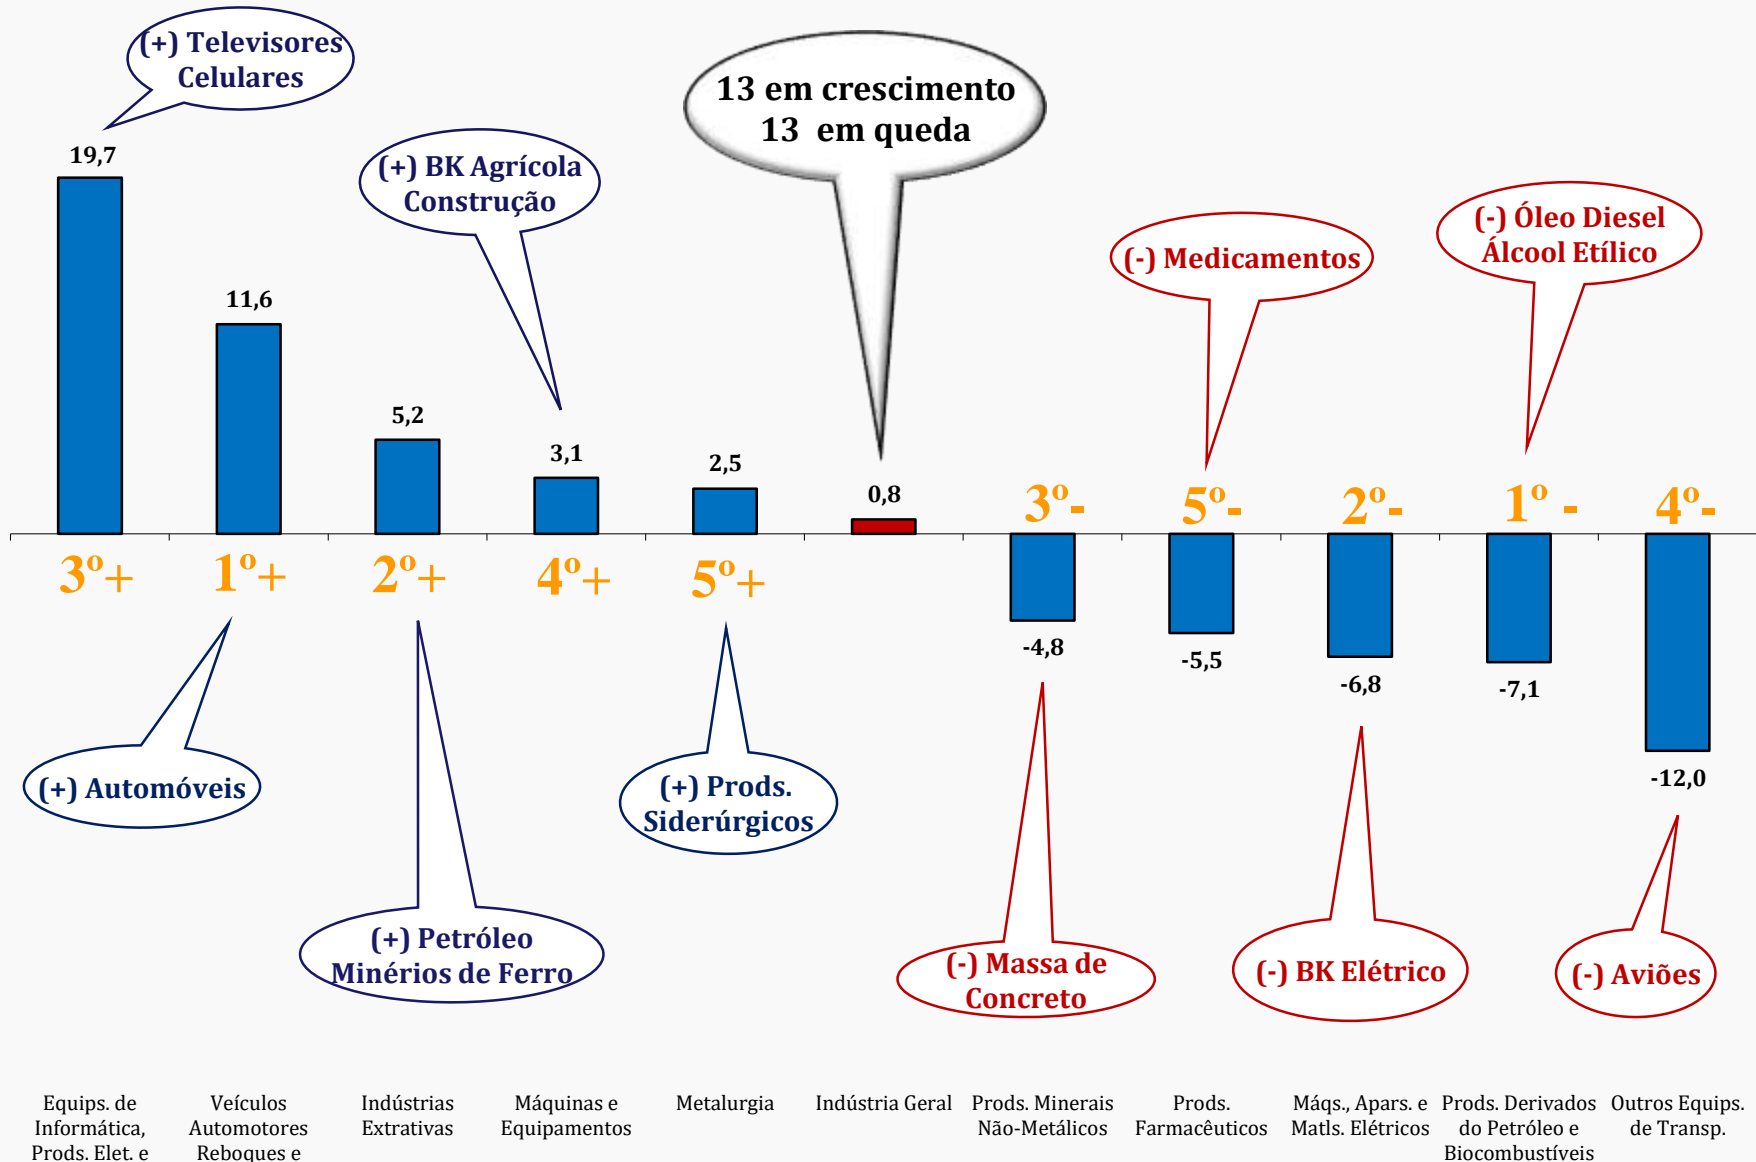 (+) Televisores
Celulares
13 em crescimento
13 em queda
(+) BK Agrícola
Construção
(-) Medicamentos
(-) Óleo Diesel
Álcool Etílico
19,7
11,6
5,2
3,1
2,5
0,8
3º-
5º-
2º-
1º-
4º-
3º+
1º+
2º+
4º+
5º+
-4,8
-5,5
-6,8
-7,1
-12,0
(+) Automóveis
(+) Prods.
Siderúrgicos
(+) Petróleo
Minérios de Ferro
(-) Massa de
Concreto
(-) BK Elétrico
(-) Aviões
Equips. de
Informática,
Prods. Elet. e
Veículos
Automotores
Reboques e
Indústrias
Extrativas
Máquinas e
Equipamentos
Metalurgia
Indústria Geral
Prods. Minerais
Não-Metálicos
Prods.
Farmacêuticos
Máqs., Apars. e
Matls. Elétricos
Prods. Derivados
do Petróleo e
Biocombustíveis
Outros Equips.
de Transp.